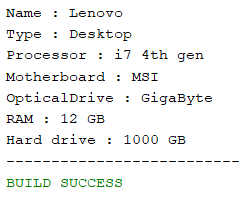 Name : Lenovo
Type : Desktop
Processor : i7 4th gen
Motherboard : MSI
OpticalDrive : GigaByte
RAM : 12 GB
Hard drive : 1000 GB
--------------------------
BUILD SUCCESS